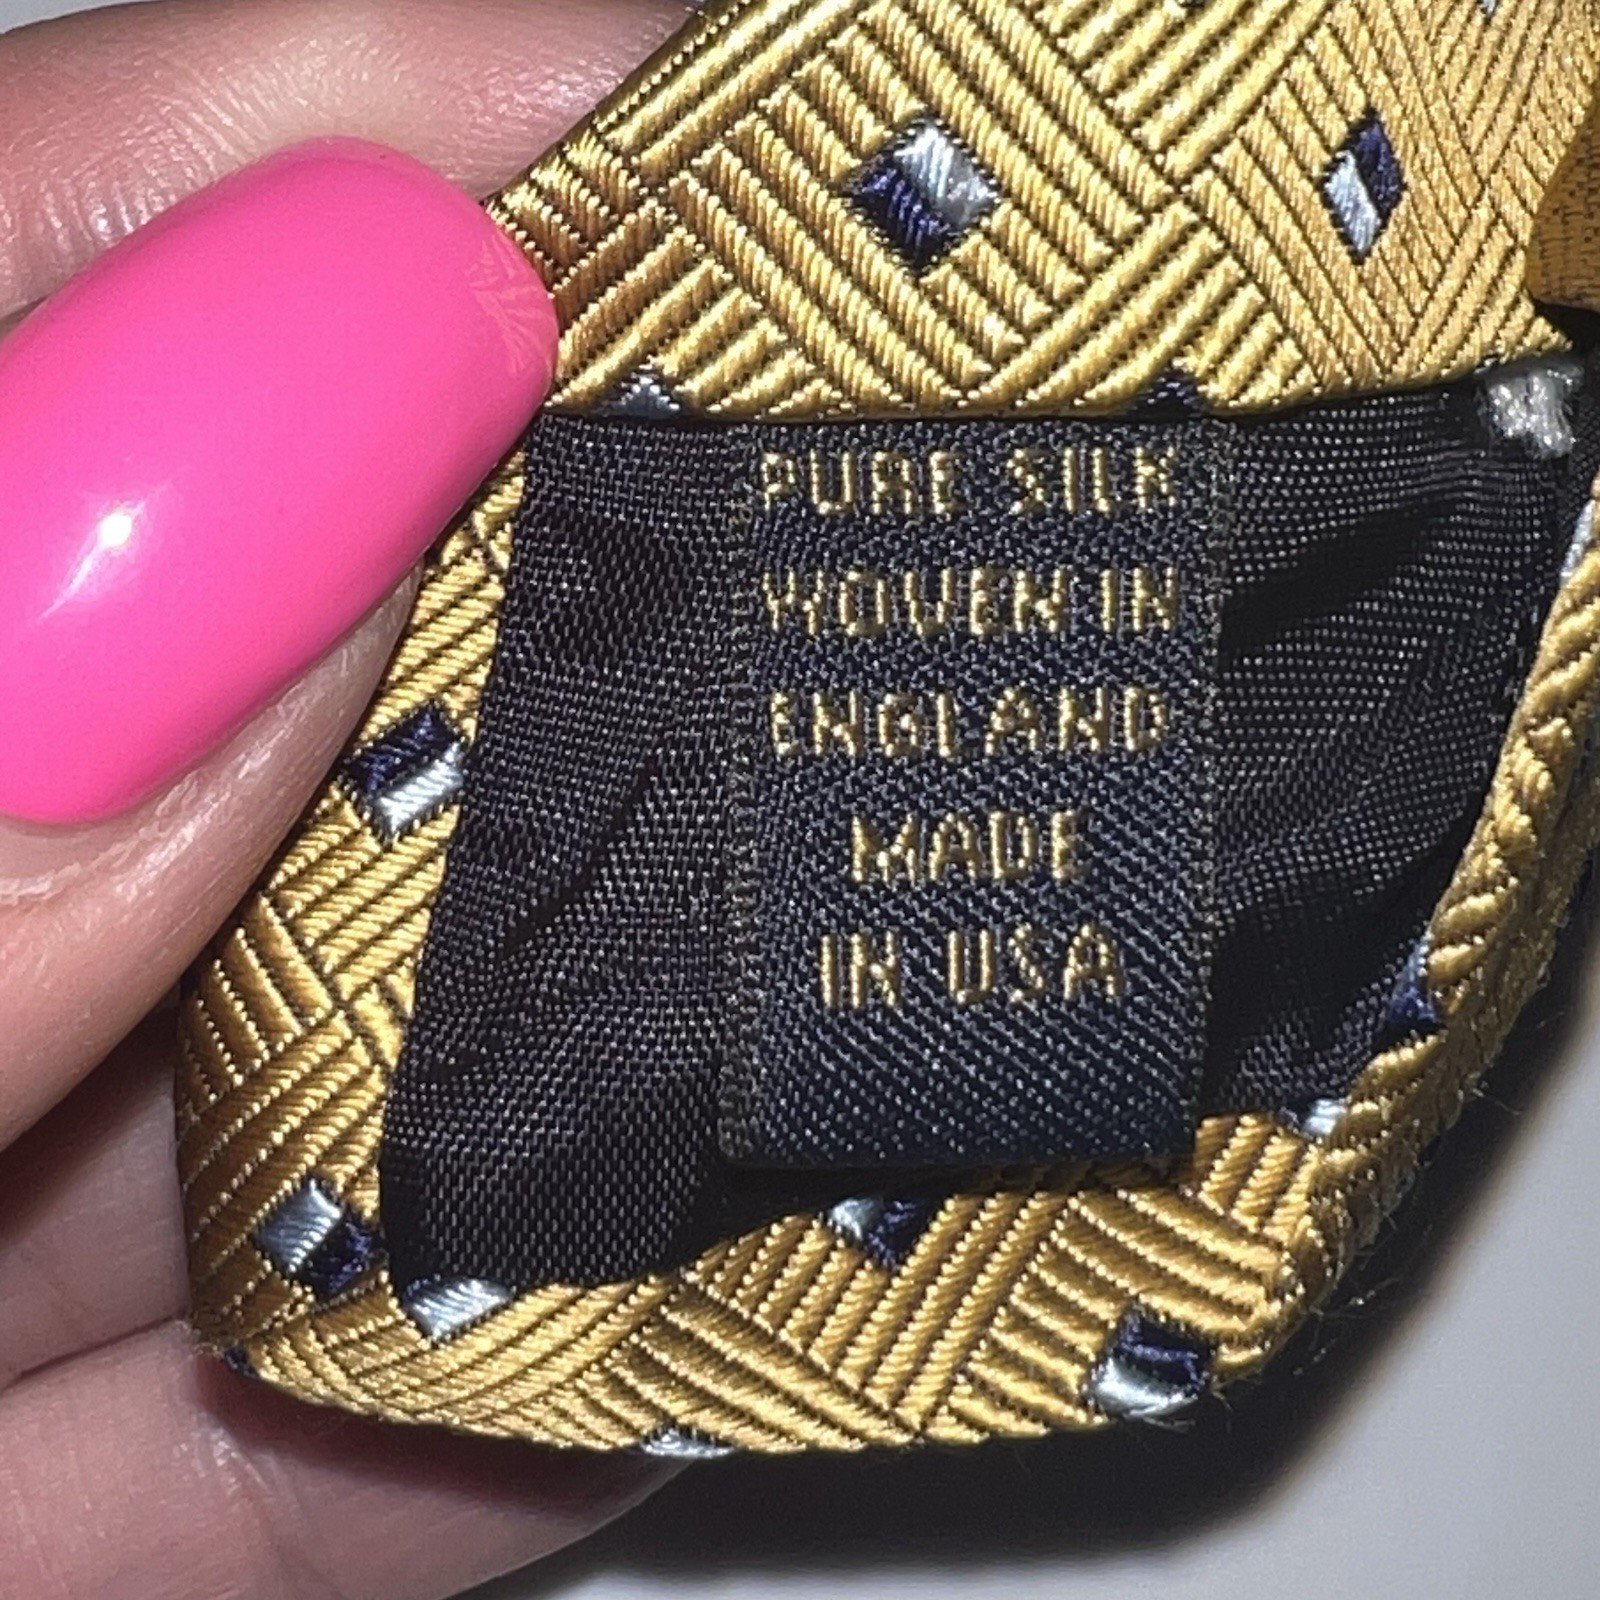 PURE SILK
WOVEN IN
ENGLAND
MADE
IN USA